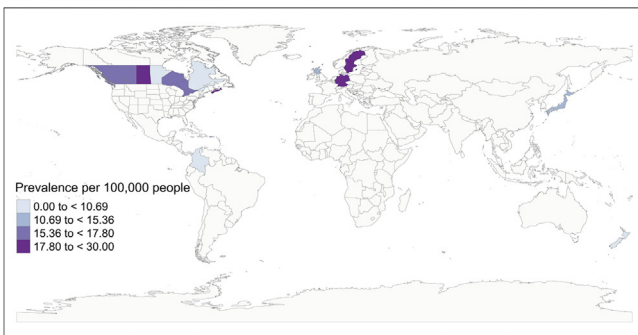 Prevalence per 100,000 people
0.00 to < 10.69
10.69 to < 15.36
15.36 to < 17.80
17.80 to < 30.00